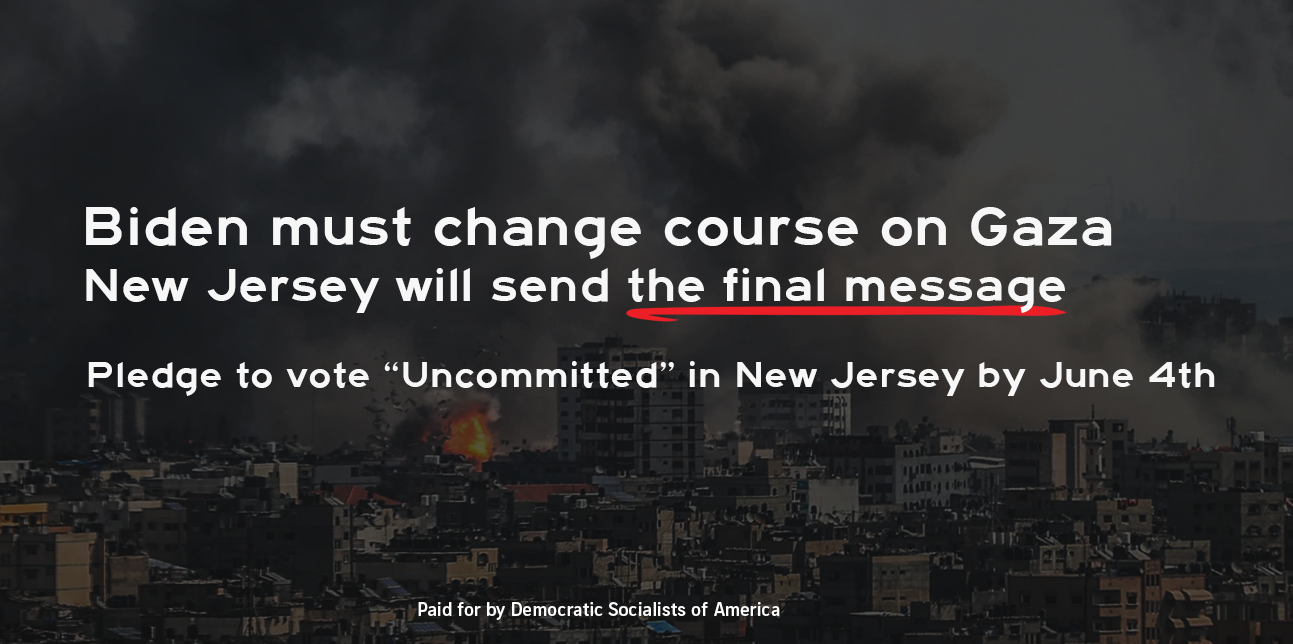 Biden must change course on Gaza
New Jersey will send the final message
Pledge to vote “Uncommitted” in New Jersey by June 4th
Paid for by Democratic Socialists of America